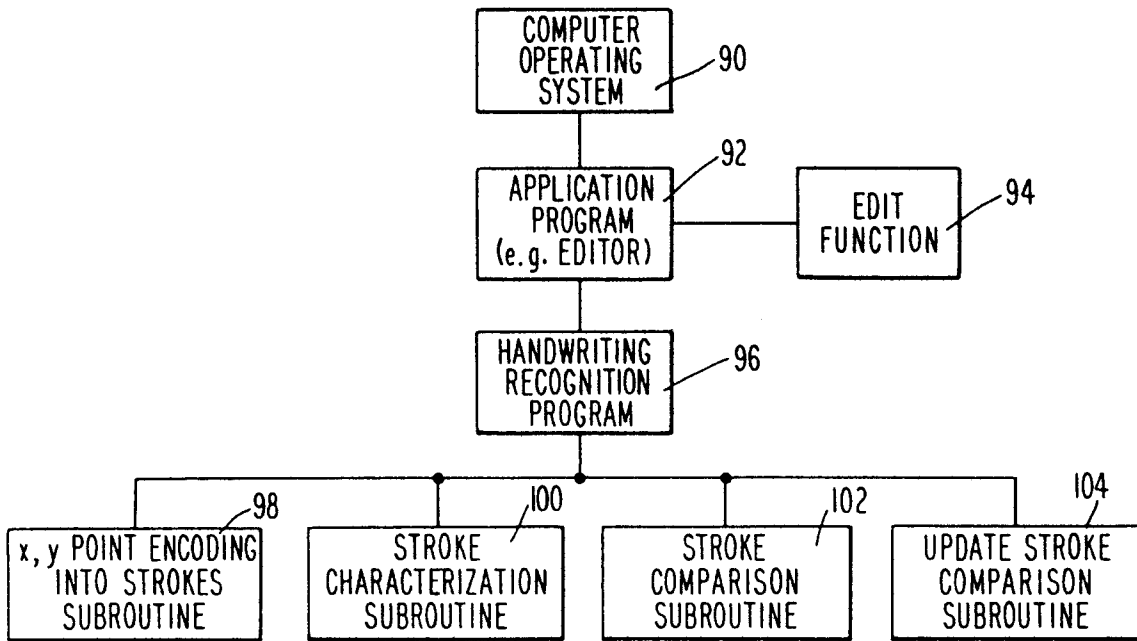 COMPUTER
OPERATING
SYSTEM
90
APPLICATION
PROGRAM
(e.g. EDITOR)
92
EDIT
FUNCTION
94
HANDWRITING
RECOGNITION
PROGRAM
96
x, y POINT ENCODING
INTO STROKES
SUBROUTINE
98
STROKE
CHARACTERIZATION
SUBROUTINE
100
STROKE
COMPARISON
SUBROUTINE
102
UPDATE STROKE
COMPARISON
SUBROUTINE
104